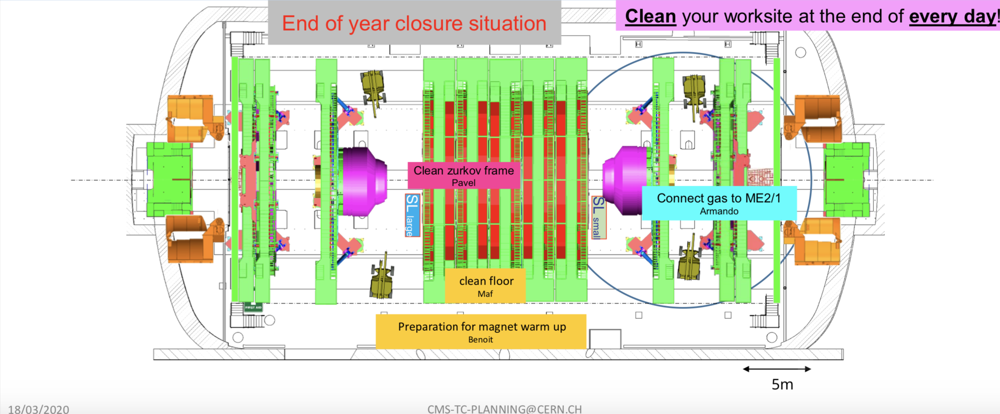 End of year closure situation
Clean your worksite at the end of every day!
Clean zurkov frame
Pavel
SL large
SL small
Connect gas to ME2/1
Armando
clean floor
Maf
FIRST AID
Preparation for magnet warm up
Benoit
5m
18/03/2020
CMS-TC-PLANNING@CERN.CH